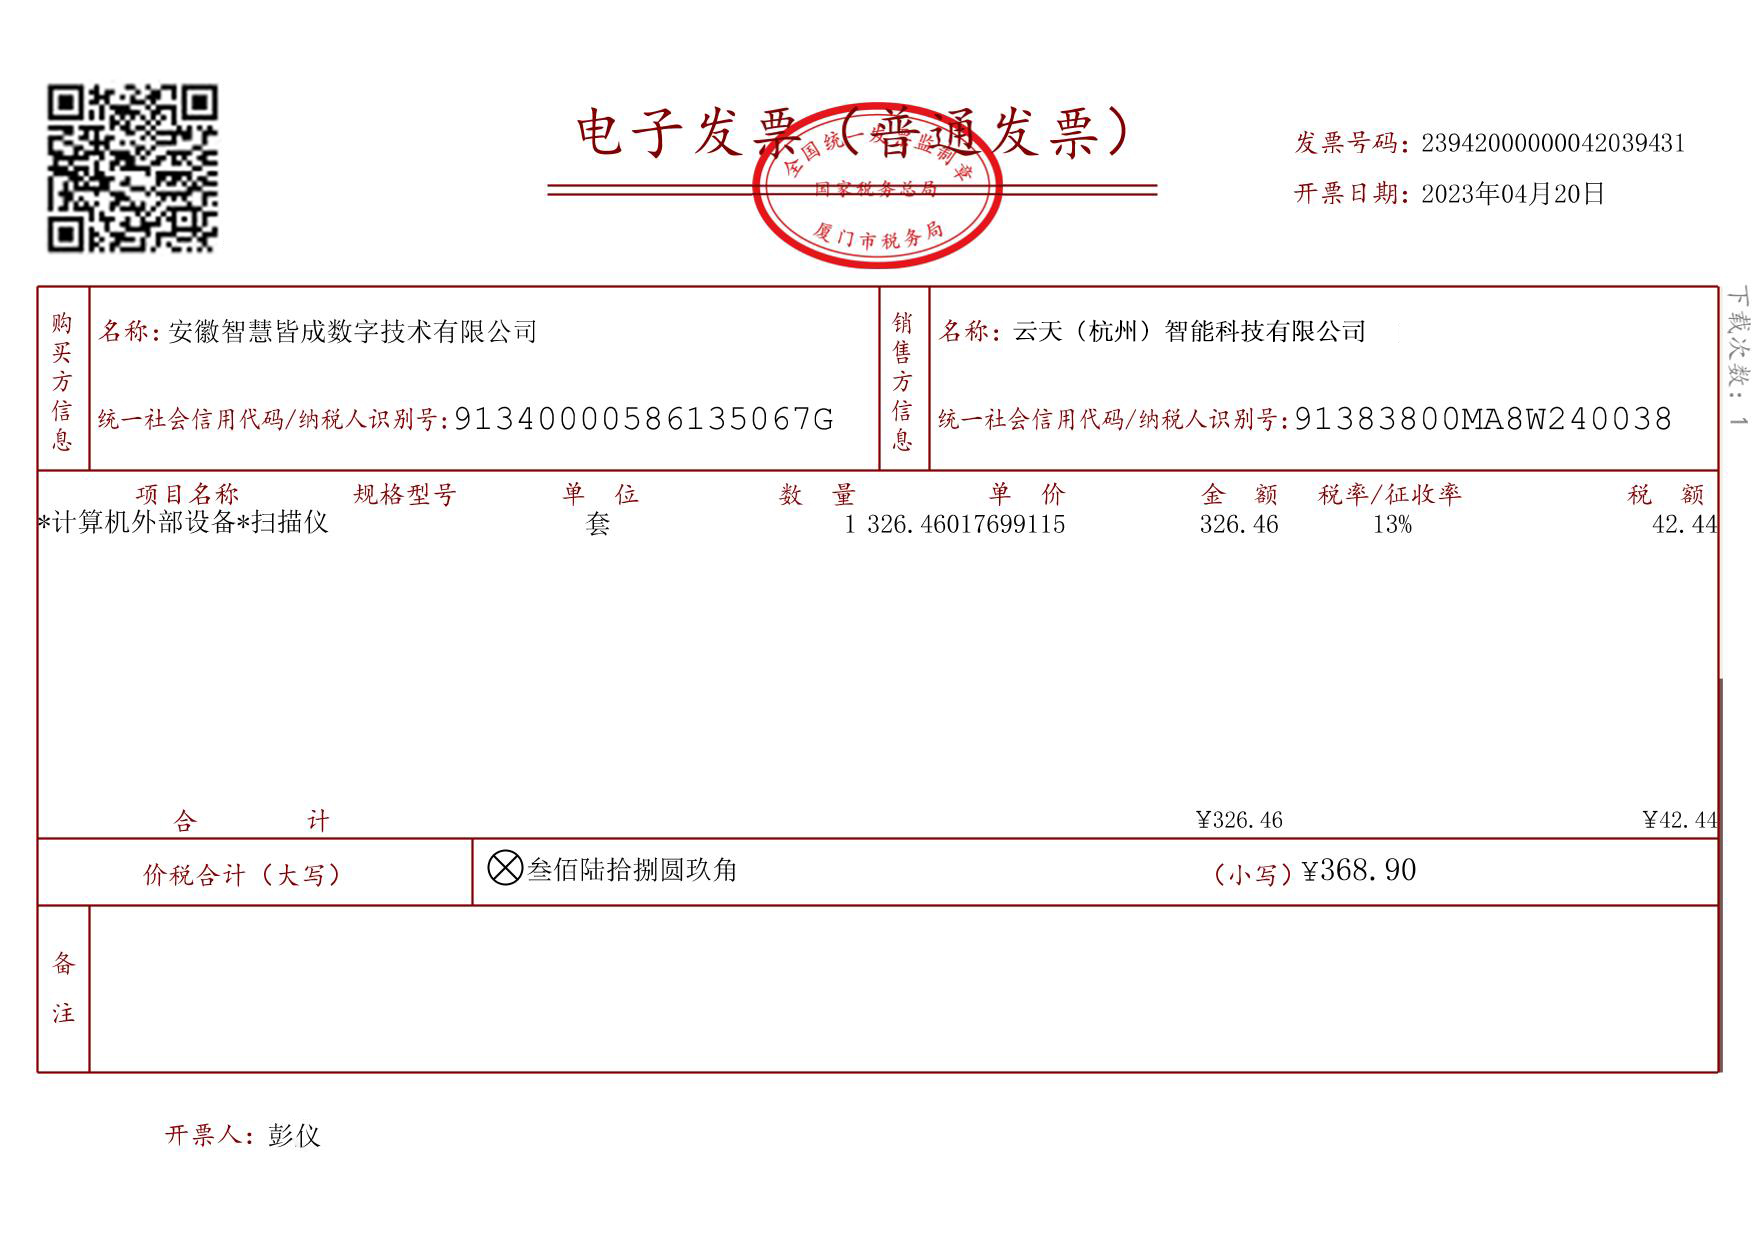 电子发票（普通发票）
全国统一发票监制章
国家税务总局
厦门市税务局
发票号码：23942000000042039431
开票日期：2023年04月20日
下载次数：1
购买方信息
名称：安徽智慧皆成数字技术有限公司
统一社会信用代码/纳税人识别号：91340000586135067G
销售方信息
名称：云天（杭州）智能科技有限公司
统一社会信用代码/纳税人识别号：91383800MA8W240038
项目名称 规格型号 单位 数量 单价 金额 税率/征收率 税额
*计算机外部设备*扫描仪 套 1 326.46017699115 326.46 13% 42.44
合计 ¥326.46 ¥42.44
价税合计（大写） ⊗叁佰陆拾捌圆玖角 （小写）¥368.90
备注
开票人：彭仪